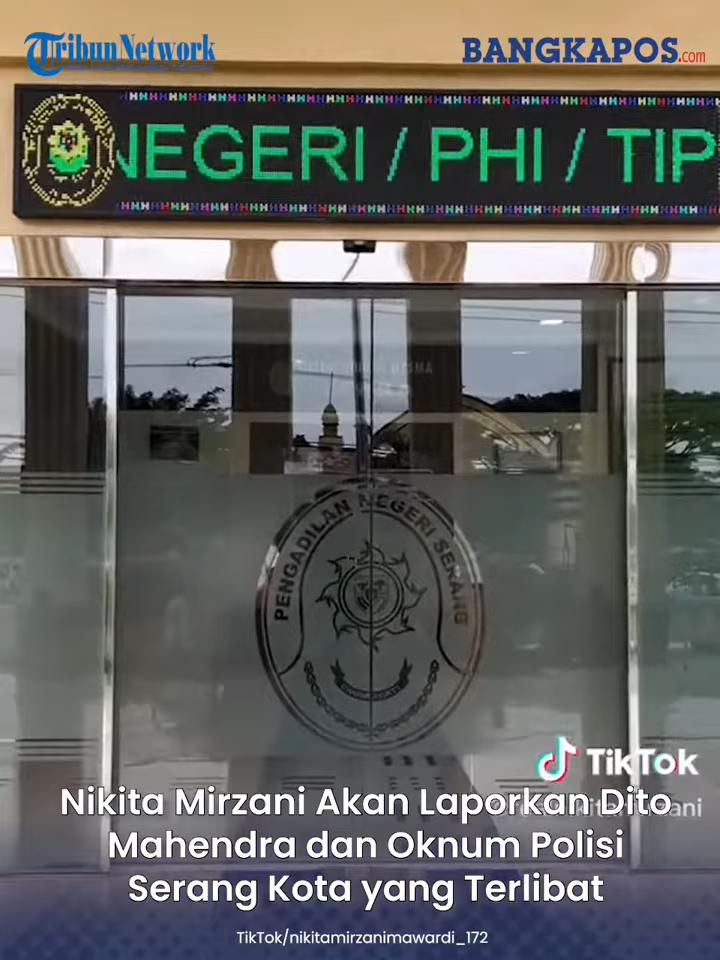 TribunNetwork
BANGKAPOS.com
NEGERI / PHI / TIP
PENGADILAN NEGERI SERANG
TikTok
Nikita Mirzani Akan Laporkan Dito
Mahendra dan Oknum Polisi
Serang Kota yang Terlibat
TikTok/nikitamirzanimawardi_172